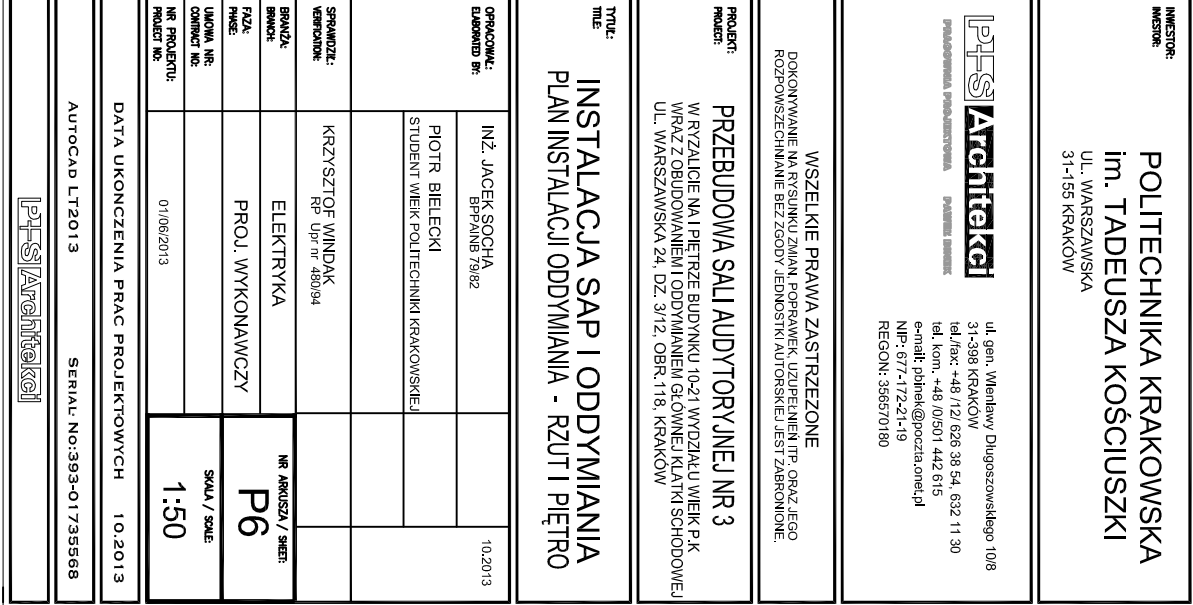 INWESTOR:
INVESTOR:
POLITECHNIKA KRAKOWSKA
im. TADEUSZA KOŚCIUSZKI
UL. WARSZAWSKA
31-155 KRAKÓW
P+S Architekci
PRACOWNIA PROJEKTOWA PAWEŁ BINEK
ul. gen. Wieniawy Długoszowskiego 10/8
31-398 KRAKÓW
tel./fax: +48 /12/ 626 38 54, 632 11 30
tel. kom. +48 /0/501 442 615
e-mail: pbinek@poczta.onet.pl
NIP: 677-172-21-19
REGON: 356570180
WSZELKIE PRAWA ZASTRZEZONE
DOKONYWANIE NA RYSUNKU ZMIAN, POPRAWEK, UZUPEŁNIEŃ ITP. ORAZ JEGO
ROZPOWSZECHNIANIE BEZ ZGODY JEDNOSTKI AUTORSKIEJ JEST ZABRONIONE.
PROJEKT:
PROJECT:
PRZEBUDOWA SALI AUDYTORYJNEJ NR 3
W RYZALICIE NA I PIĘTRZE BUDYNKU 10-21 WYDZIAŁU WIEIK P.K
WRAZ Z OBUDOWANIEM I ODDYMIANIEM GŁÓWNEJ KLATKI SCHODOWEJ
UL. WARSZAWSKA 24, DZ. 3/12, OBR.118, KRAKÓW
TYTUŁ:
TITLE:
INSTALACJA SAP I ODDYMIANIA
PLAN INSTALACJI ODDYMIANIA - RZUT I PIĘTRO
OPRACOWAŁ:
ELABORATED BY:
INŻ. JACEK SOCHA
BPPAINB 79/82
10.2013
PIOTR BIELECKI
STUDENT WIEiK POLITECHNIKI KRAKOWSKIEJ
SPRAWDZIŁ:
VERIFICATION:
KRZYSZTOF WINDAK
RP Upr nr 480/94
BRANŻA:
BRANCH:
ELEKTRYKA
NR ARKUSZA / SHEET:
P6
FAZA:
PHASE:
PROJ. WYKONAWCZY
UMOWA NR:
CONTRACT NO:
SKALA / SCALE:
1:50
NR PROJEKTU:
PROJECT NO:
01/06/2013
DATA UKOŃCZENIA PRAC PROJEKTOWYCH 10.2013
AUTOCAD LT2013 SERIAL No:393-01735568
P+S Architekci